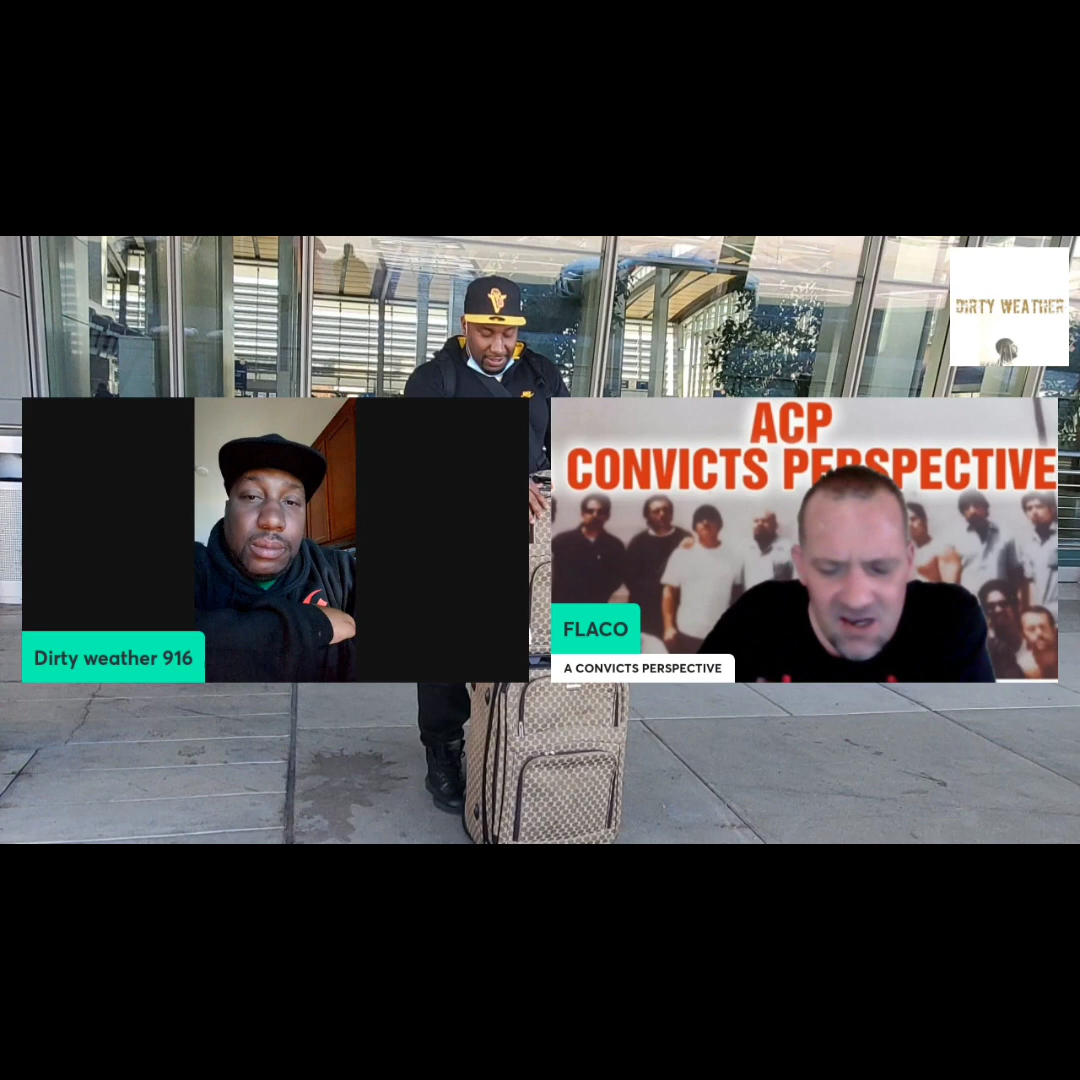 DIRTY WEATHER
ACP
CONVICTS PERSPECTIVE
Dirty weather 916
FLACO
A CONVICTS PERSPECTIVE